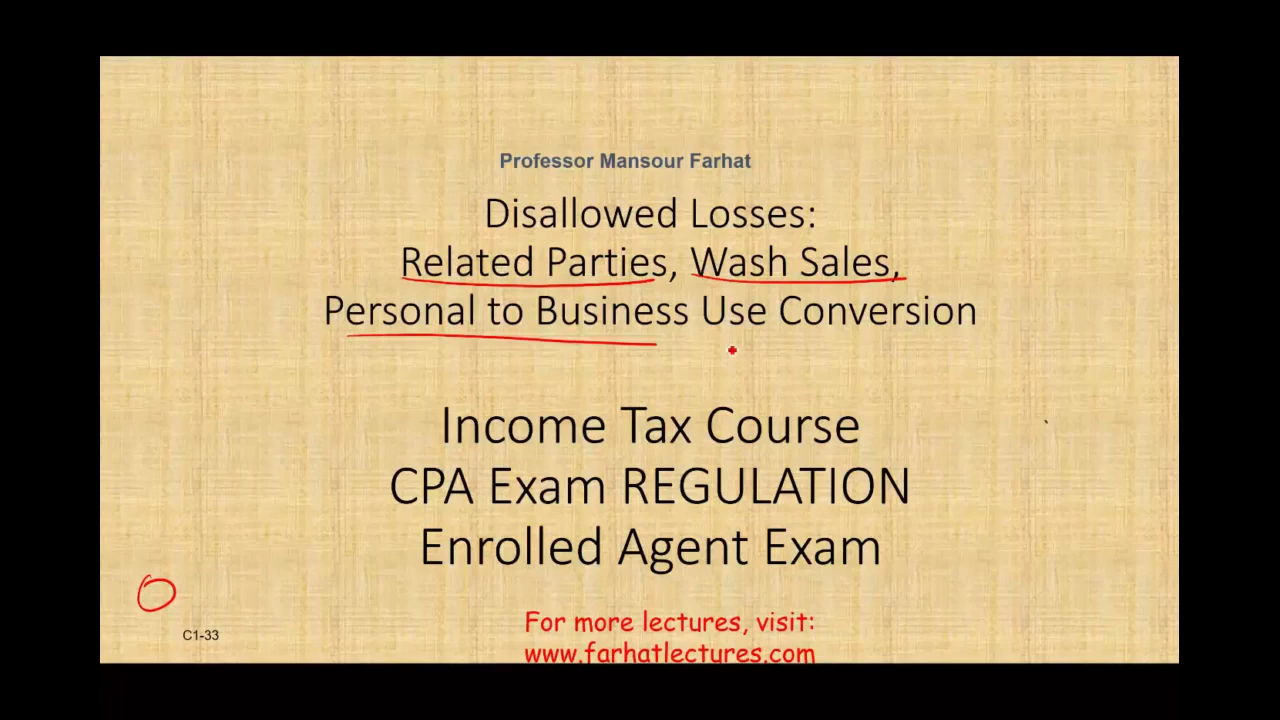 Professor Mansour Farhat
Disallowed Losses:
Related Parties, Wash Sales,
Personal to Business Use Conversion
Income Tax Course
CPA Exam REGULATION
Enrolled Agent Exam
For more lectures, visit:
C1-33
www.farhatlectures.com